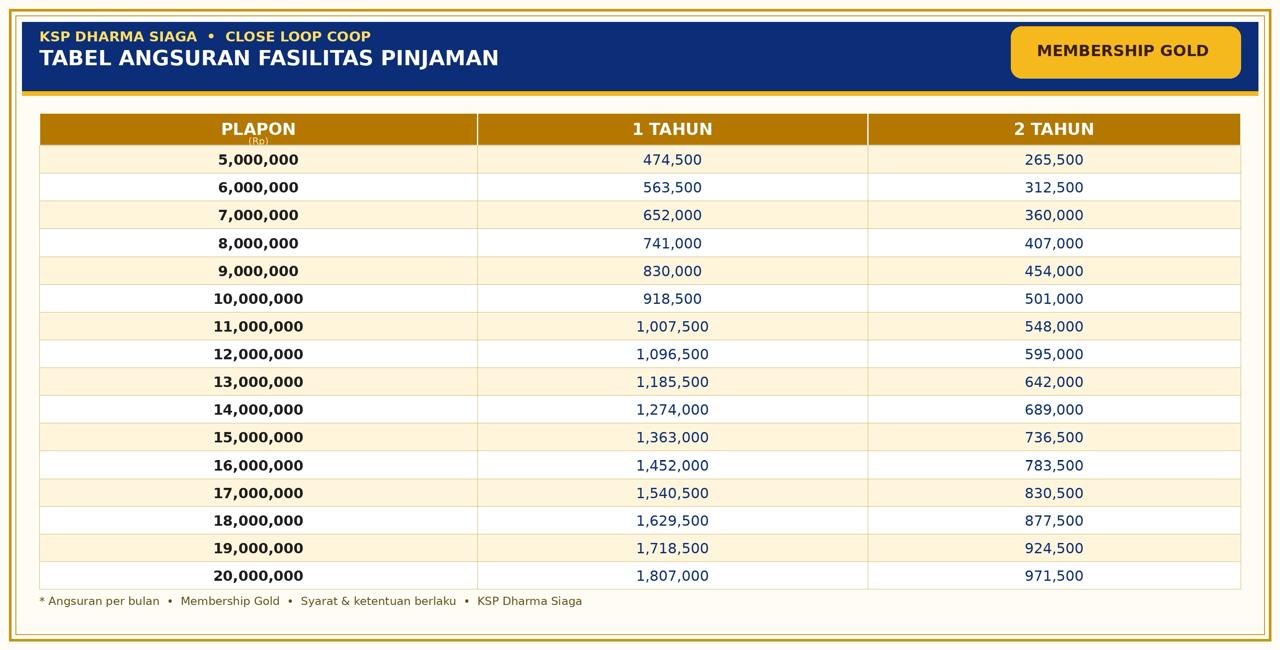 KSP DHARMA SIAGA • CLOSE LOOP COOP
TABEL ANGSURAN FASILITAS PINJAMAN
MEMBERSHIP GOLD
PLAPON 1 TAHUN 2 TAHUN
(Rp)
5,000,000 474,500 265,500
6,000,000 563,500 312,500
7,000,000 652,000 360,000
8,000,000 741,000 407,000
9,000,000 830,000 454,000
10,000,000 918,500 501,000
11,000,000 1,007,500 548,000
12,000,000 1,096,500 595,000
13,000,000 1,185,500 642,000
14,000,000 1,274,000 689,000
15,000,000 1,363,000 736,500
16,000,000 1,452,000 783,500
17,000,000 1,540,500 830,500
18,000,000 1,629,500 877,500
19,000,000 1,718,500 924,500
20,000,000 1,807,000 971,500
* Angsuran per bulan • Membership Gold • Syarat & ketentuan berlaku • KSP Dharma Siaga